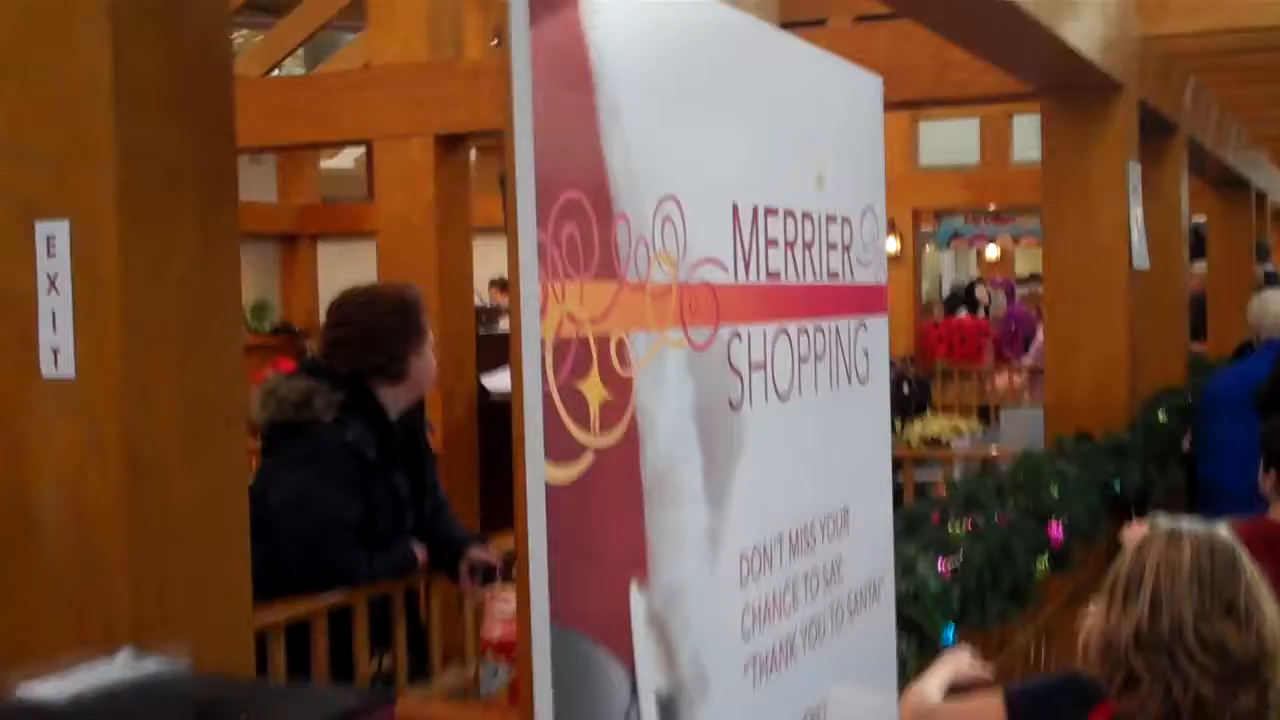 EXIT
MERRIER
SHOPPING
DON'T MISS YOUR
CHANCE TO SAY,
"THANK YOU TO SANTA!"